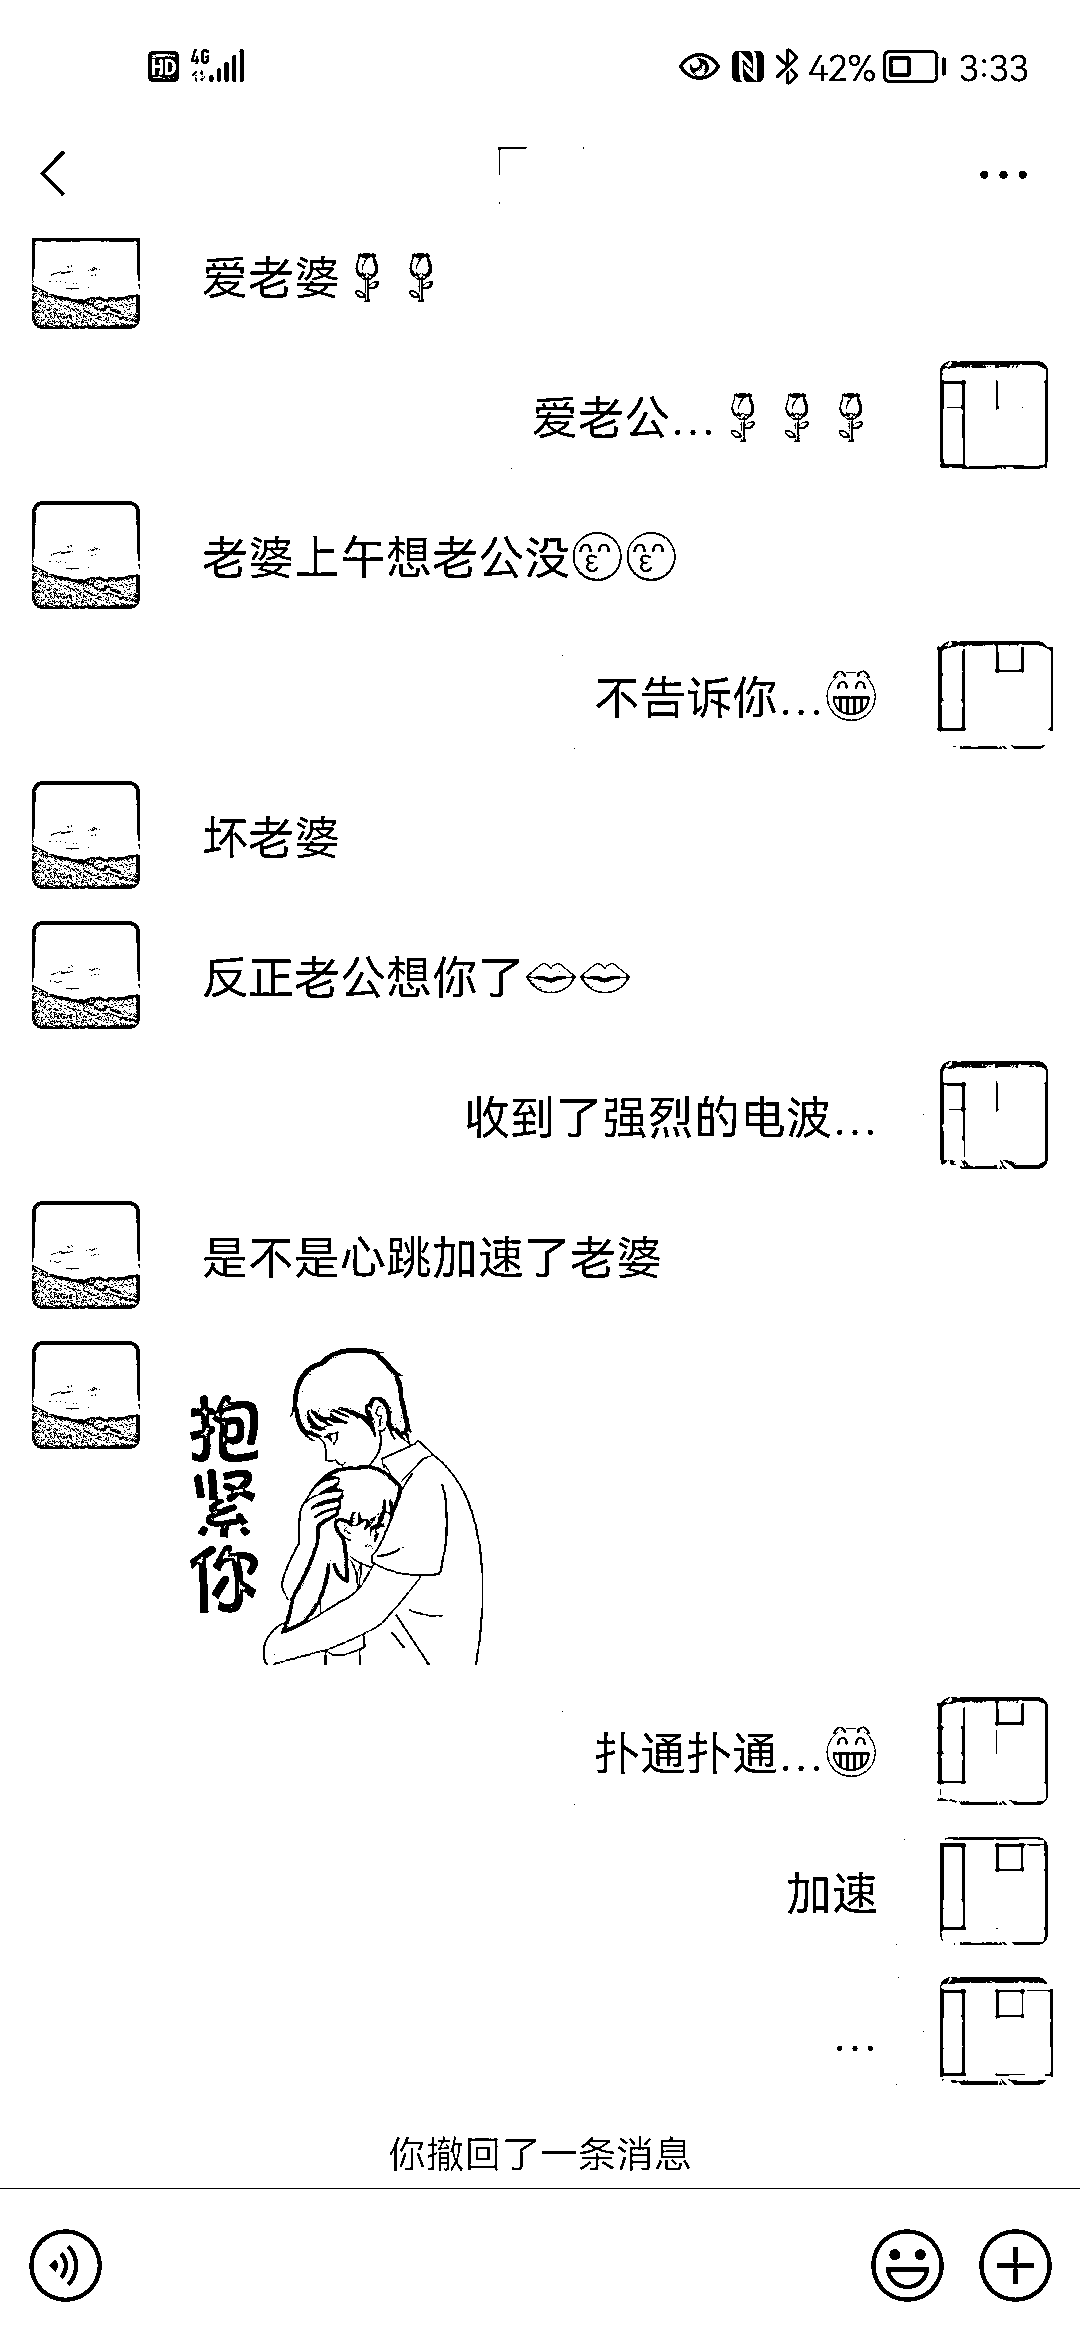 HD 4G 42% 3:33
爱老婆🌹🌹
爱老公...🌹🌹🌹
老婆上午想老公没😙😙
不告诉你...😁
坏老婆
反正老公想你了👄👄
收到了强烈的电波...
是不是心跳加速了老婆
抱紧你
扑通扑通...😁
加速
...
你撤回了一条消息